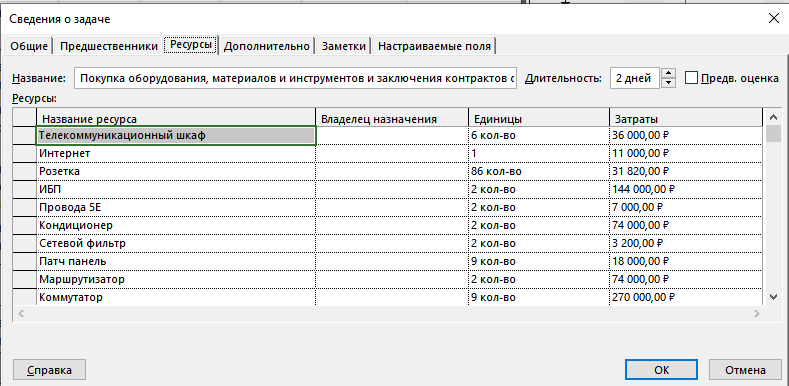 Сведения о задаче
Общие Предшественники Ресурсы Дополнительно Заметки Настраиваемые поля
Название: Покупка оборудования, материалов и инструментов и заключения контрактов с Длительность: 2 дней Предв. оценка
Ресурсы:
Название ресурса Владелец назначения Единицы Затраты
Телекоммуникационный шкаф 6 кол-во 36 000,00 ₽
Интернет 1 11 000,00 ₽
Розетка 86 кол-во 31 820,00 ₽
ИБП 2 кол-во 144 000,00 ₽
Провода 5Е 2 кол-во 7 000,00 ₽
Кондиционер 2 кол-во 74 000,00 ₽
Сетевой фильтр 2 кол-во 3 200,00 ₽
Патч панель 9 кол-во 18 000,00 ₽
Маршрутизатор 2 кол-во 74 000,00 ₽
Коммутатор 9 кол-во 270 000,00 ₽
Справка ОК Отмена